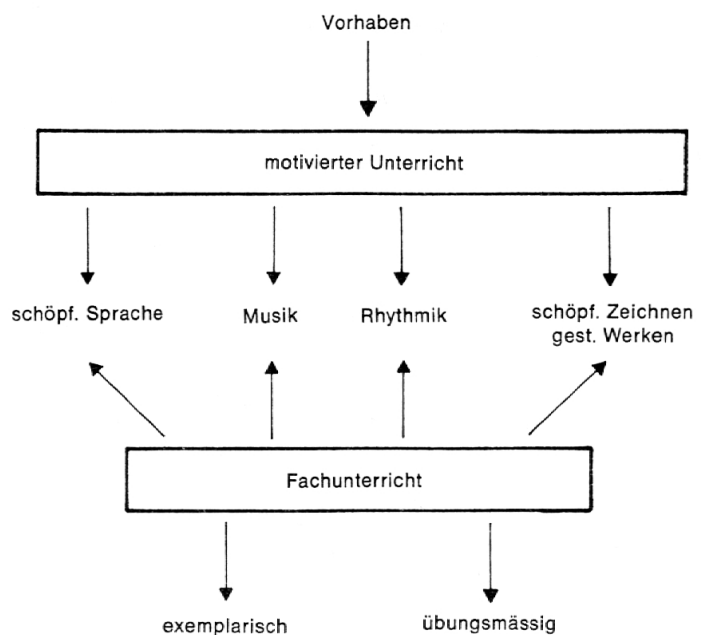 Vorhaben
motivierter Unterricht
schöpf. Sprache
Musik
Rhythmik
schöpf. Zeichnen
gest. Werken
Fachunterricht
exemplarisch
übungsmässig